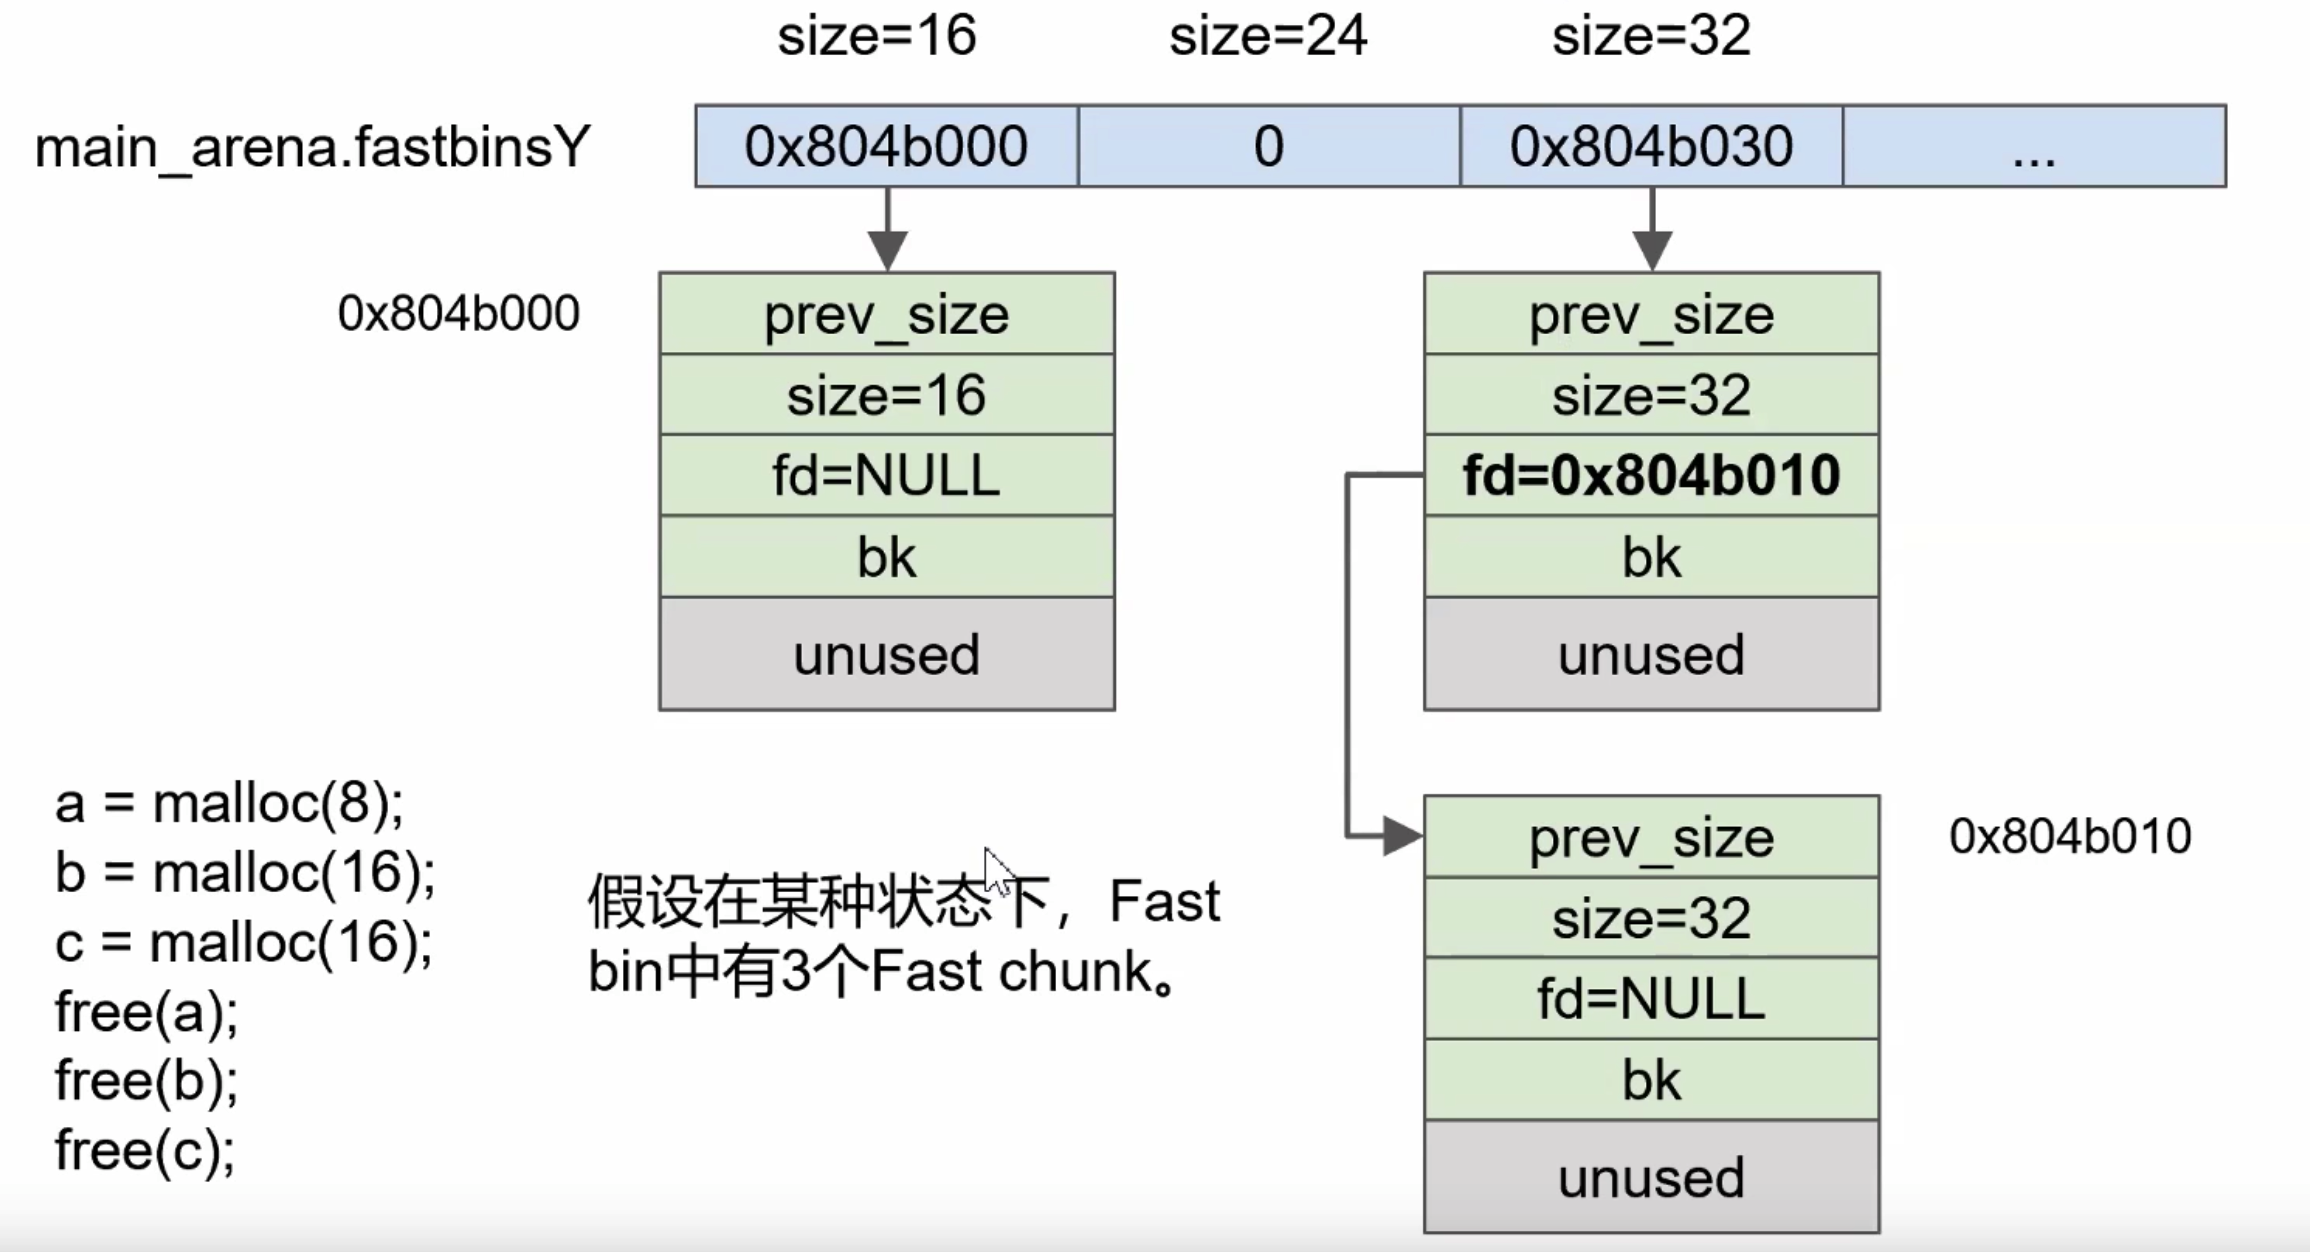 size=16 size=24 size=32
main_arena.fastbinsY 0x804b000 0 0x804b030 ...
0x804b000 prev_size prev_size
size=16 size=32
fd=NULL fd=0x804b010
bk bk
unused unused
a = malloc(8);
b = malloc(16);
c = malloc(16);
free(a);
free(b);
free(c);
假设在某种状态下，Fast
bin中有3个Fast chunk。
prev_size 0x804b010
size=32
fd=NULL
bk
unused